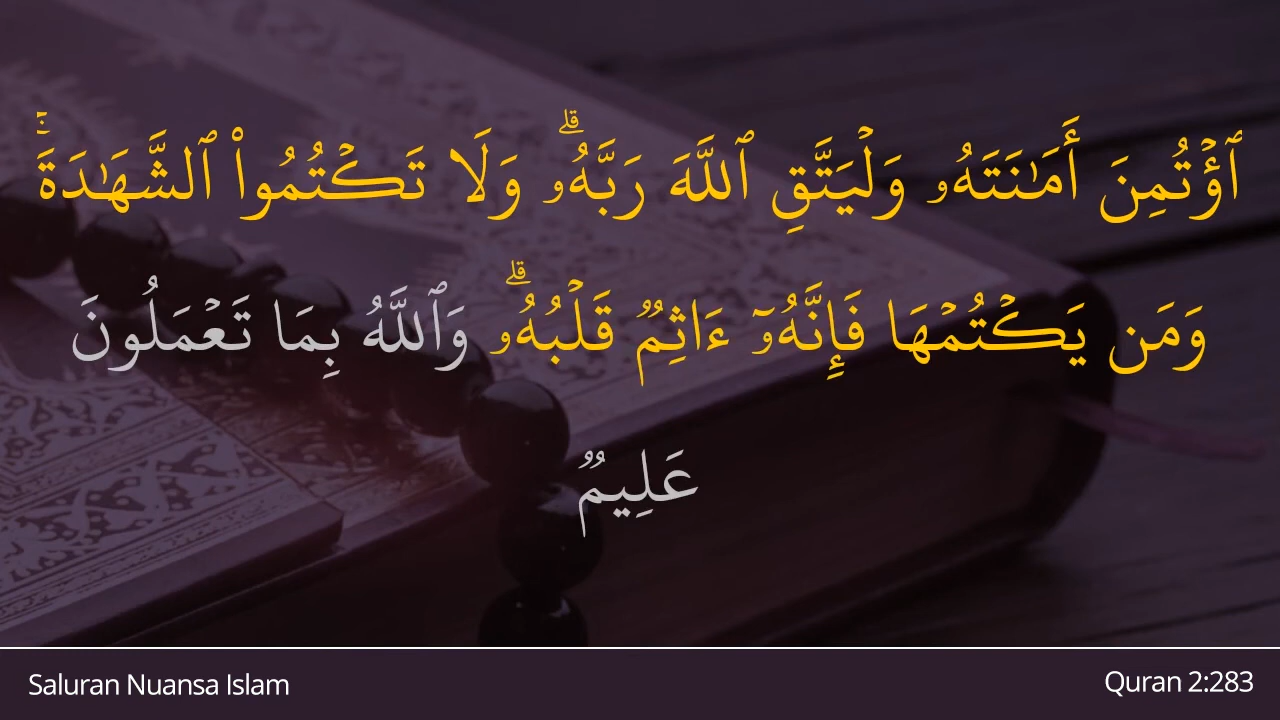 ٱؤۡتُمِنَ أَمَٰنَتَهُۥ وَلۡيَتَّقِ ٱللَّهَ رَبَّهُۥۗ وَلَا تَكۡتُمُواْ ٱلشَّهَٰدَةَۚ
وَمَن يَكۡتُمۡهَا فَإِنَّهُۥٓ ءَاثِمٞ قَلۡبُهُۥۗ وَٱللَّهُ بِمَا تَعۡمَلُونَ
عَلِيمٞ
Saluran Nuansa Islam
Quran 2:283